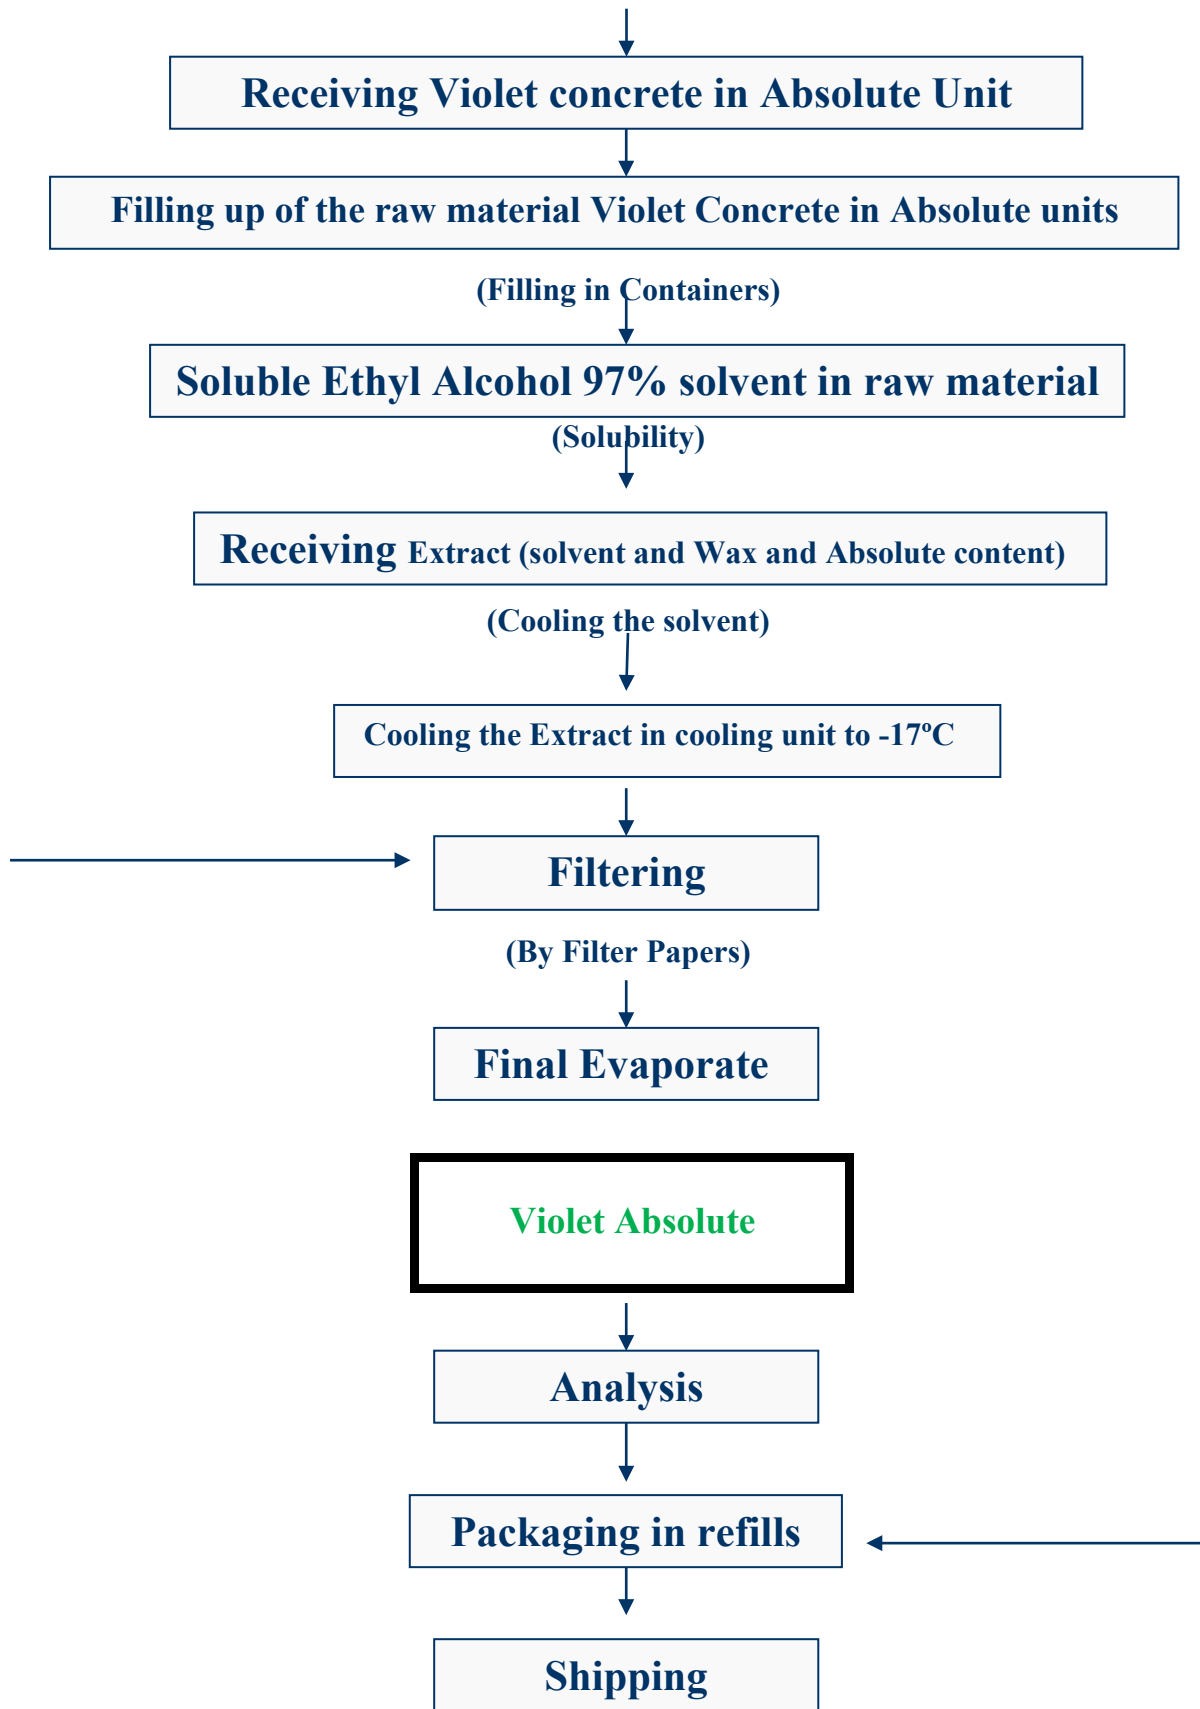 Receiving Violet concrete in Absolute Unit
Filling up of the raw material Violet Concrete in Absolute units
(Filling in Containers)
Soluble Ethyl Alcohol 97% solvent in raw material
(Solubility)
Receiving Extract (solvent and Wax and Absolute content)
(Cooling the solvent)
Cooling the Extract in cooling unit to -17ºC
Filtering
(By Filter Papers)
Final Evaporate
Violet Absolute
Analysis
Packaging in refills
Shipping